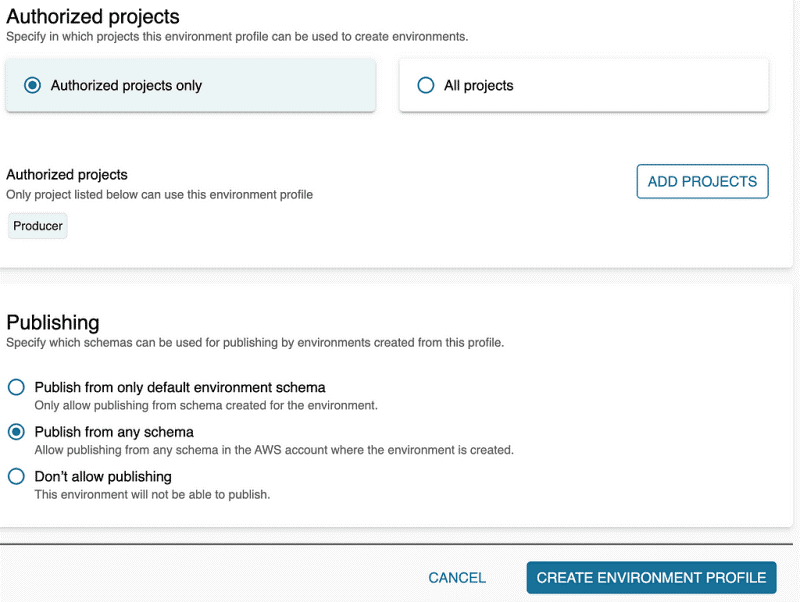 Authorized projects
Specify in which projects this environment profile can be used to create environments.
Authorized projects only
All projects
Authorized projects
Only project listed below can use this environment profile
ADD PROJECTS
Producer
Publishing
Specify which schemas can be used for publishing by environments created from this profile.
Publish from only default environment schema
Only allow publishing from schema created for the environment.
Publish from any schema
Allow publishing from any schema in the AWS account where the environment is created.
Don’t allow publishing
This environment will not be able to publish.
CANCEL
CREATE ENVIRONMENT PROFILE